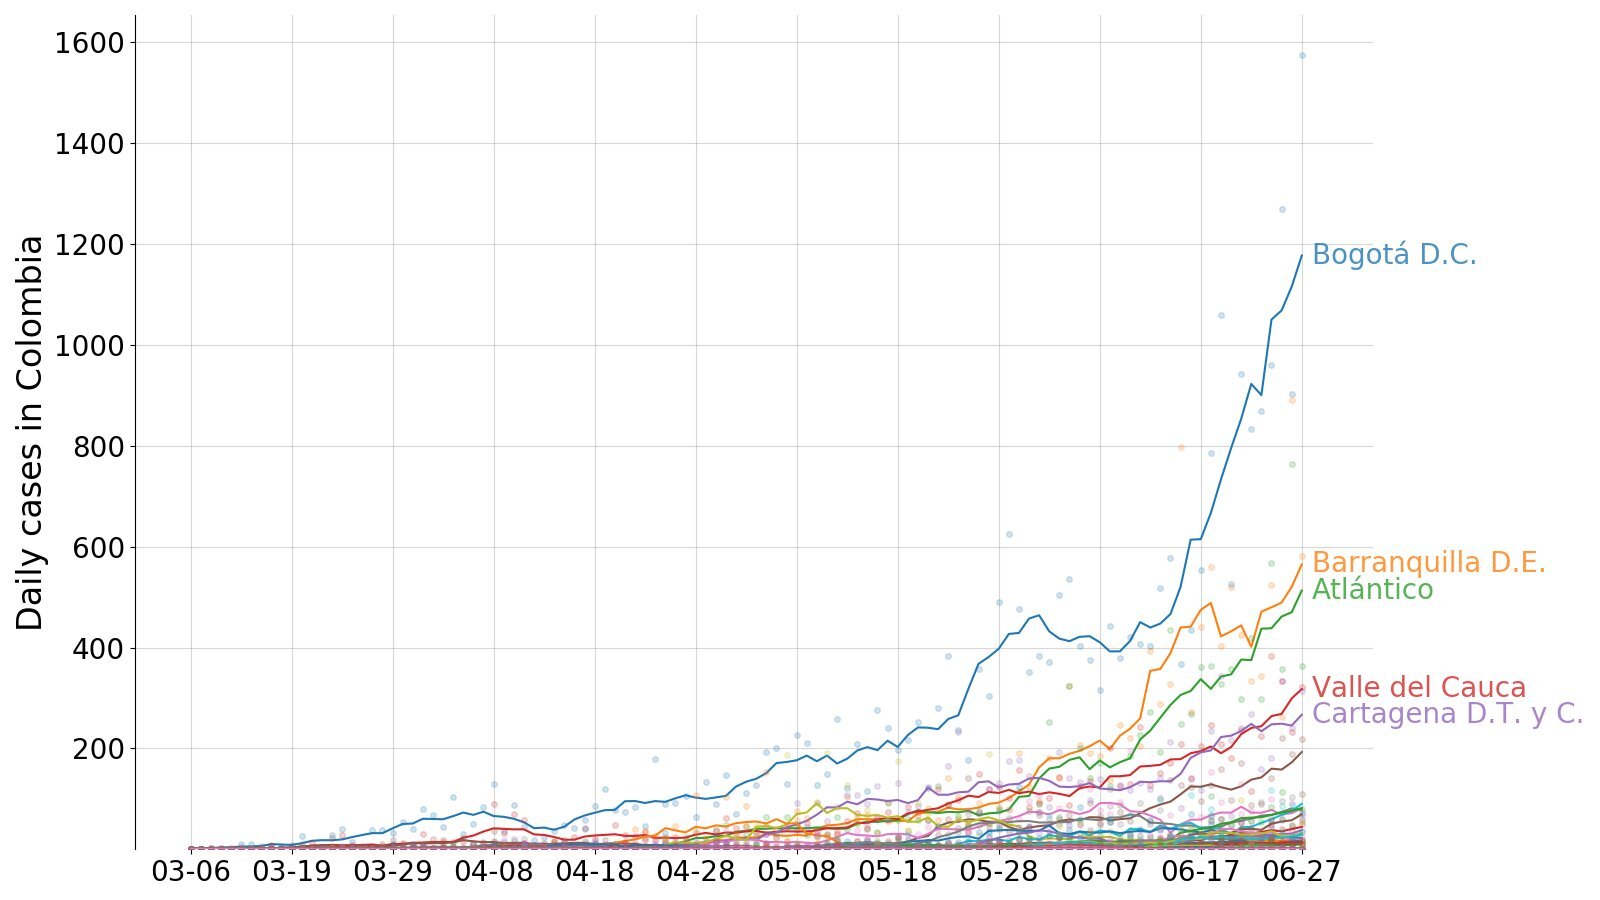 Daily cases in Colombia
1600
1400
1200
1000
800
600
400
200
03-06 03-19 03-29 04-08 04-18 04-28 05-08 05-18 05-28 06-07 06-17 06-27
Bogotá D.C.
Barranquilla D.E.
Atlántico
Valle del Cauca
Cartagena D.T. y C.